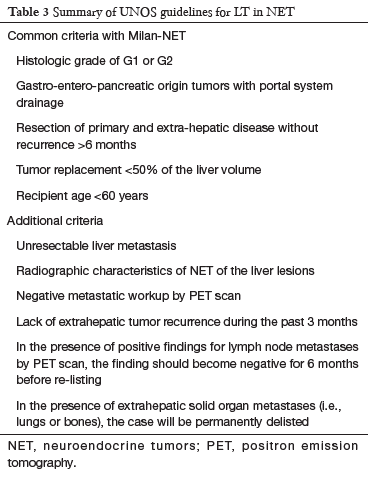 Table 3 Summary of UNOS guidelines for LT in NET
Common criteria with Milan-NET
Histologic grade of G1 or G2
Gastro-entero-pancreatic origin tumors with portal system
drainage
Resection of primary and extra-hepatic disease without
recurrence >6 months
Tumor replacement <50% of the liver volume
Recipient age <60 years
Additional criteria
Unresectable liver metastasis
Radiographic characteristics of NET of the liver lesions
Negative metastatic workup by PET scan
Lack of extrahepatic tumor recurrence during the past 3 months
In the presence of positive findings for lymph node metastases
by PET scan, the finding should become negative for 6 months
before re-listing
In the presence of extrahepatic solid organ metastases (i.e.,
lungs or bones), the case will be permanently delisted
NET, neuroendocrine tumors; PET, positron emission
tomography.